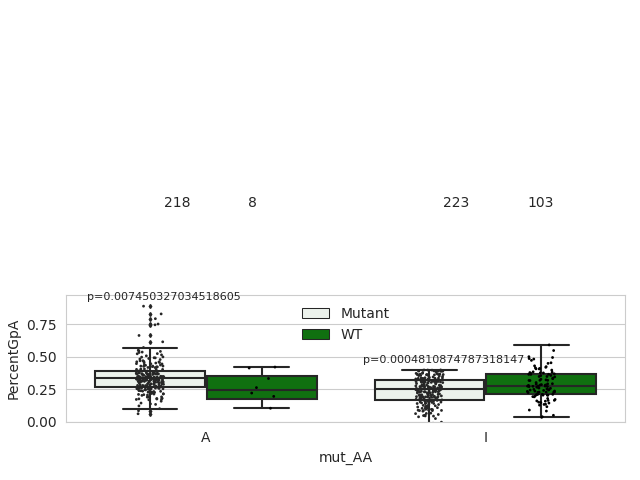 218 8 223 103
p=0.007450327034518605
Mutant
WT
p=0.0004810874787318147
0.75
0.50
0.25
0.00
PercentGpA
A I
mut_AA